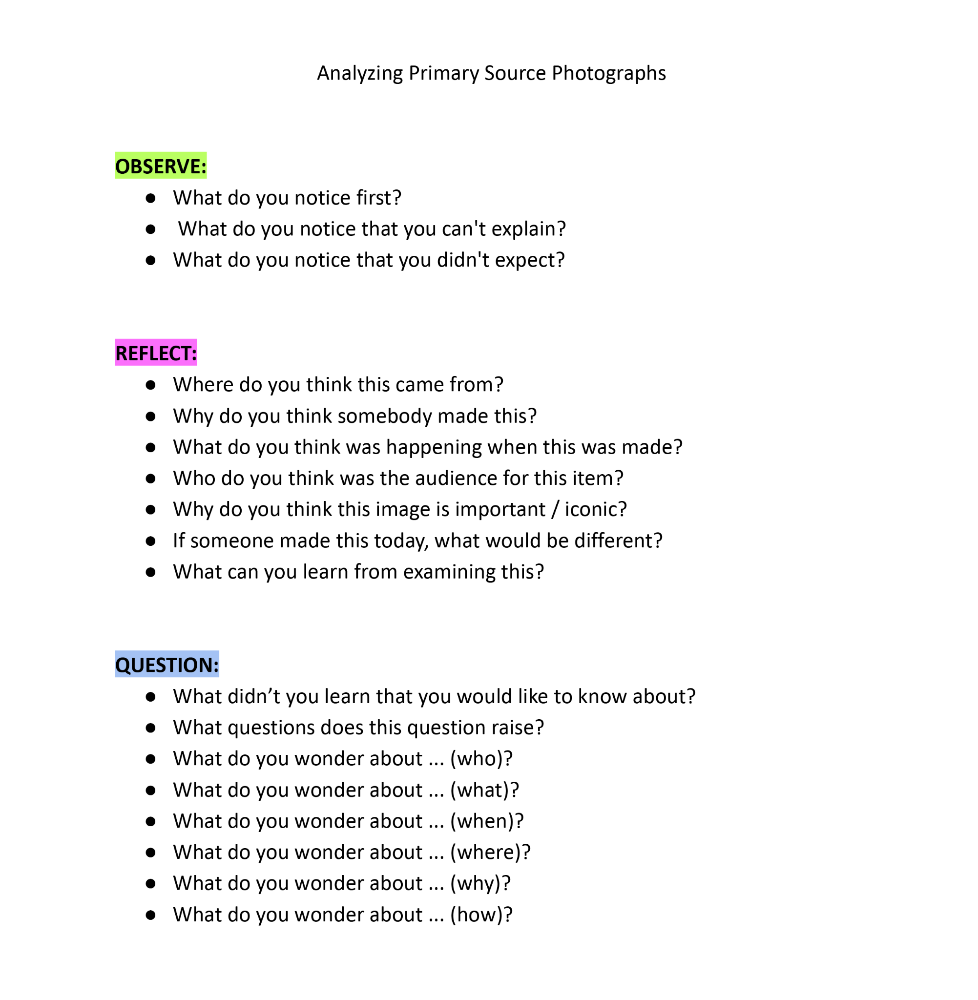 Analyzing Primary Source Photographs
OBSERVE:
● What do you notice first?
● What do you notice that you can't explain?
● What do you notice that you didn't expect?
REFLECT:
● Where do you think this came from?
● Why do you think somebody made this?
● What do you think was happening when this was made?
● Who do you think was the audience for this item?
● Why do you think this image is important / iconic?
● If someone made this today, what would be different?
● What can you learn from examining this?
QUESTION:
● What didn’t you learn that you would like to know about?
● What questions does this question raise?
● What do you wonder about ... (who)?
● What do you wonder about ... (what)?
● What do you wonder about ... (when)?
● What do you wonder about ... (where)?
● What do you wonder about ... (why)?
● What do you wonder about ... (how)?